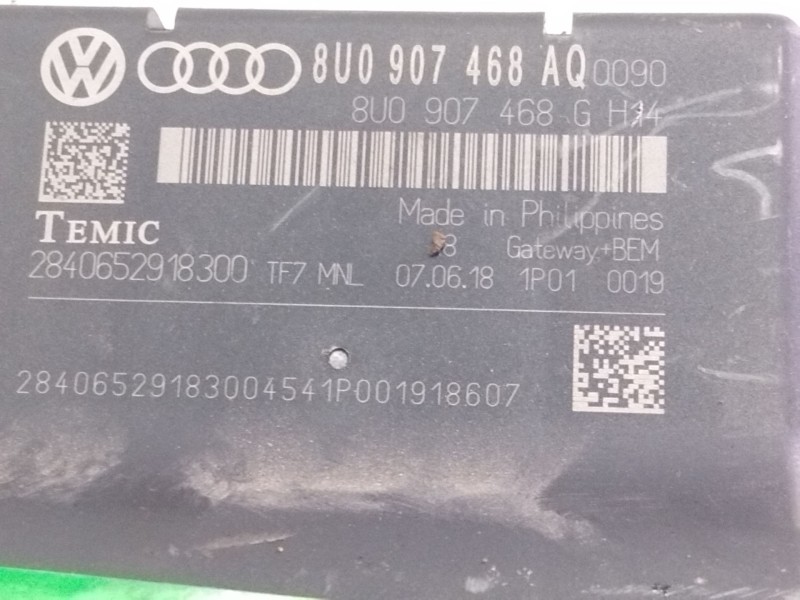 8U0 907 468 AQ 0090
8U0 907 468 G H14
TEMIC
Made in Philippines
Gateway+BEM
2840652918300 TF7 MNL 07.06.18 1P01 0019
28406529183004541P001918607